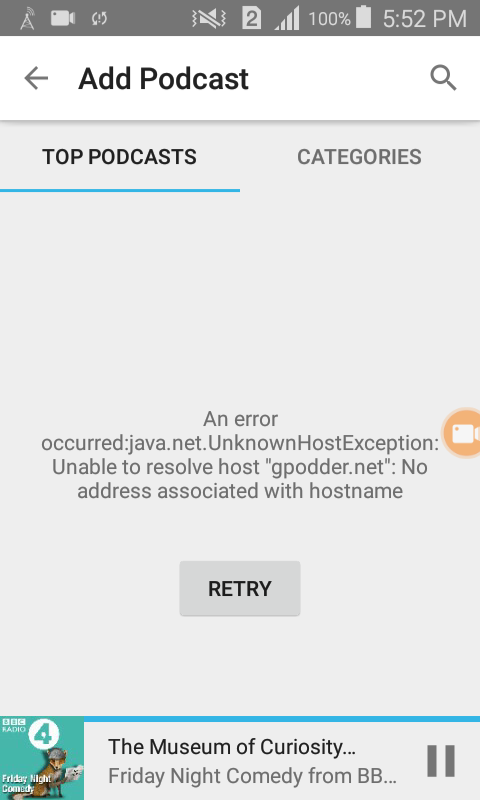 2 100% 5:52 PM
Add Podcast
TOP PODCASTS CATEGORIES
An error
occurred:java.net.UnknownHostException:
Unable to resolve host "gpodder.net": No
address associated with hostname
RETRY
BBC
RADIO
4
Friday Night
Comedy
The Museum of Curiosity...
Friday Night Comedy from BB...